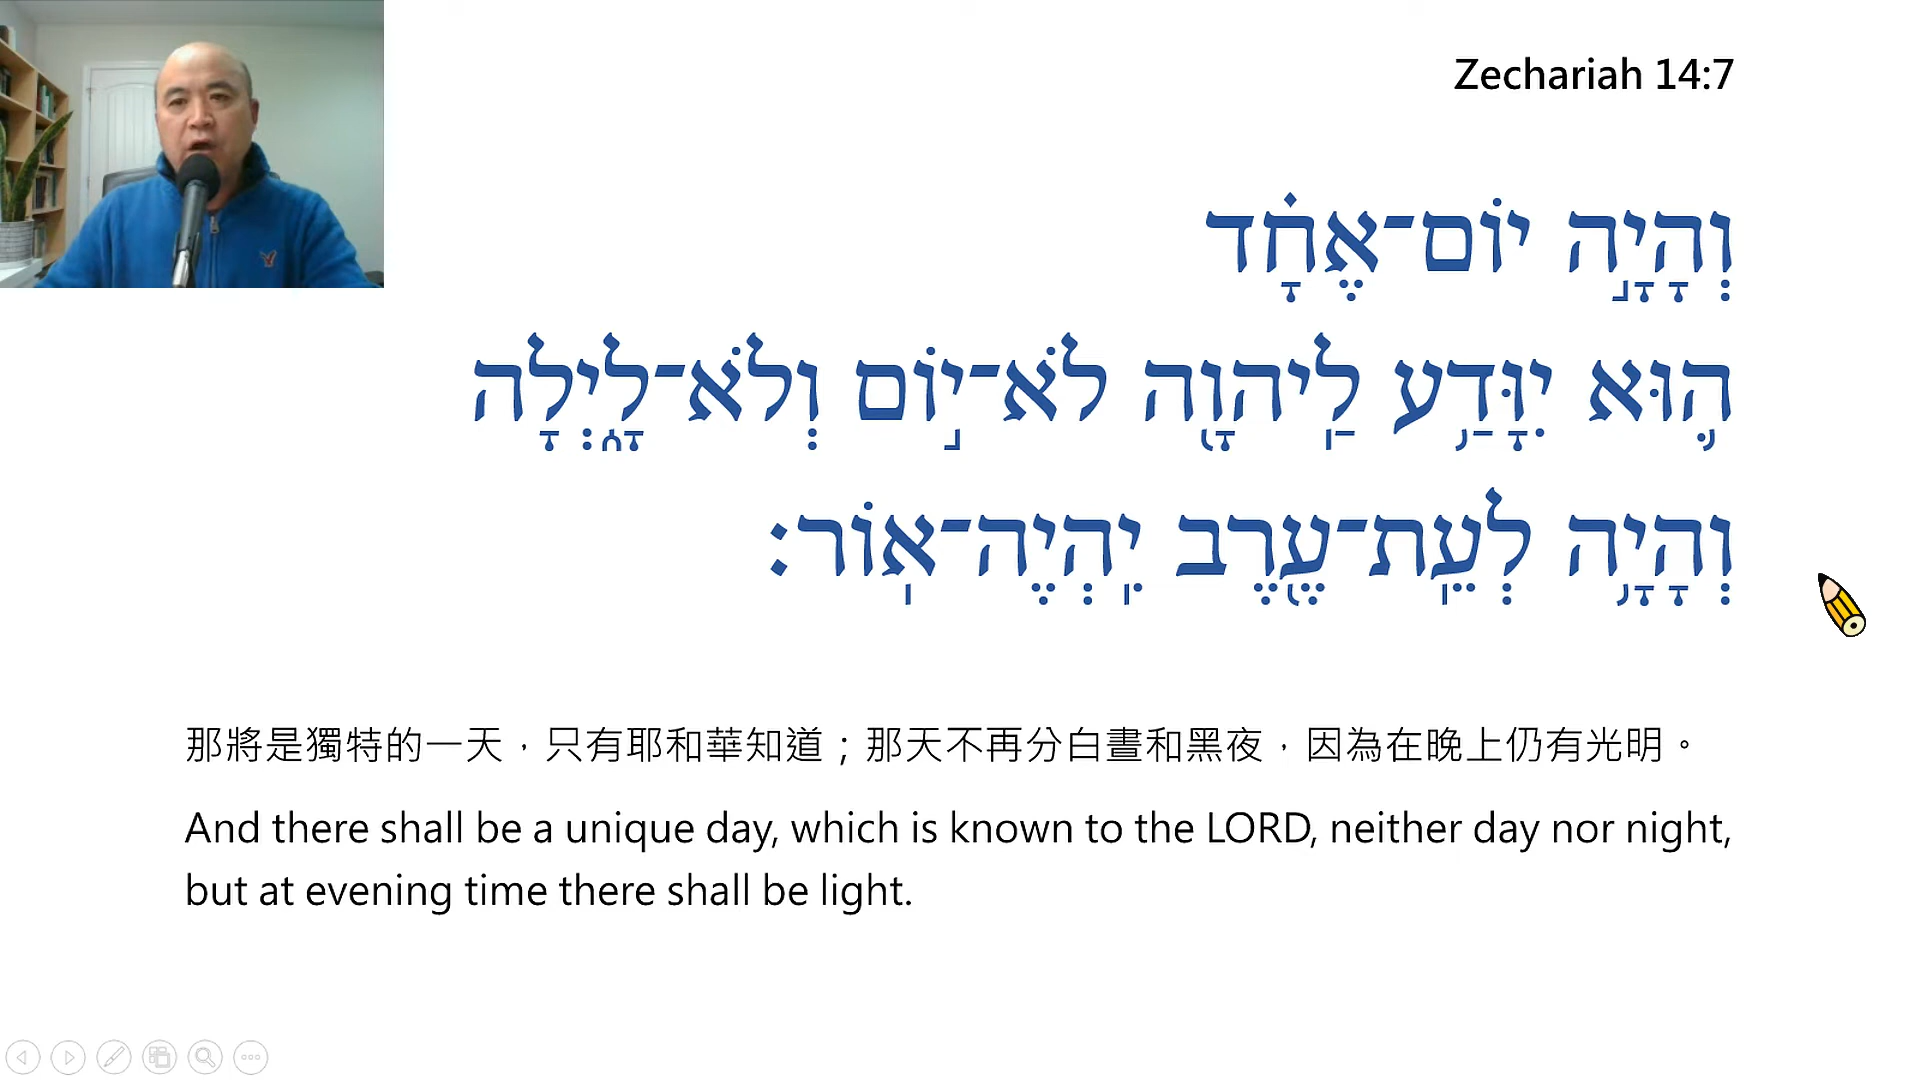 Zechariah 14:7
וְהָיָ֣ה יוֹם־אֶחָ֗ד
ה֛וּא יִוָּדַ֥ע לַֽיהוָ֖ה לֹא־י֣וֹם וְלֹא־לָ֑יְלָה
וְהָיָ֥ה לְעֵֽת־עֶ֖רֶב יִֽהְיֶה־אֽוֹר׃
那將是獨特的一天，只有耶和華知道；那天不再分白晝和黑夜，因為在晚上仍有光明。
And there shall be a unique day, which is known to the LORD, neither day nor night,
but at evening time there shall be light.